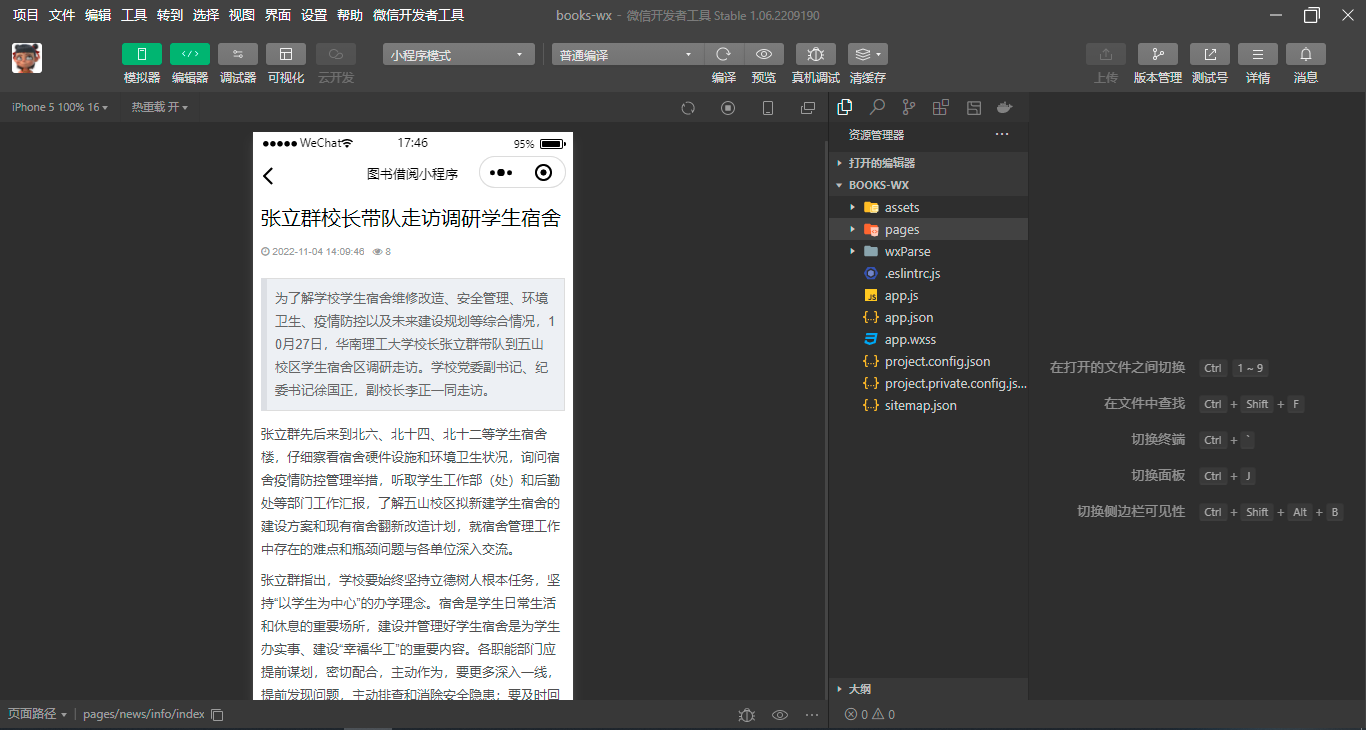 项目 文件 编辑 工具 转到 选择 视图 界面 设置 帮助 微信开发者工具
books-wx - 微信开发者工具 Stable 1.06.2209190
小程序模式 普通编译
模拟器 编辑器 调试器 可视化 云开发 编译 预览 真机调试 清缓存 上传 版本管理 测试号 详情 消息
iPhone 5 100% 16 热重载 开
WeChat 17:46 95%
图书借阅小程序
张立群校长带队走访调研学生宿舍
2022-11-04 14:09:46 8
为了解学校学生宿舍维修改造、安全管理、环境
卫生、疫情防控以及未来建设规划等综合情况，1
0月27日，华南理工大学校长张立群带队到五山
校区学生宿舍区调研走访。学校党委副书记、纪
委书记徐国正，副校长李正一同走访。
张立群先后来到北六、北十四、北十二等学生宿舍
楼，仔细察看宿舍硬件设施和环境卫生状况，询问宿
舍疫情防控管理举措，听取学生工作部（处）和后勤
处等部门工作汇报，了解五山校区拟新建学生宿舍的
建设方案和现有宿舍翻新改造计划，就宿舍管理工作
中存在的难点和瓶颈问题与各单位深入交流。
张立群指出，学校要始终坚持立德树人根本任务，坚
持“以学生为中心”的办学理念。宿舍是学生日常生活
和休息的重要场所，建设并管理好学生宿舍是为学生
办实事、建设“幸福华工”的重要内容。各职能部门应
提前谋划，密切配合，主动作为，要更多深入一线，
提前发现问题，主动排查和消除安全隐患；要及时回
页面路径 | pages/news/info/index
资源管理器 ...
打开的编辑器
BOOKS-WX
assets
pages
wxParse
.eslintrc.js
JS app.js
{..} app.json
app.wxss
{..} project.config.json
{..} project.private.config.js...
{..} sitemap.json
大纲
0 0
在打开的文件之间切换 Ctrl 1 ~ 9
在文件中查找 Ctrl + Shift + F
切换终端 Ctrl + `
切换面板 Ctrl + J
切换侧边栏可见性 Ctrl + Shift + Alt + B